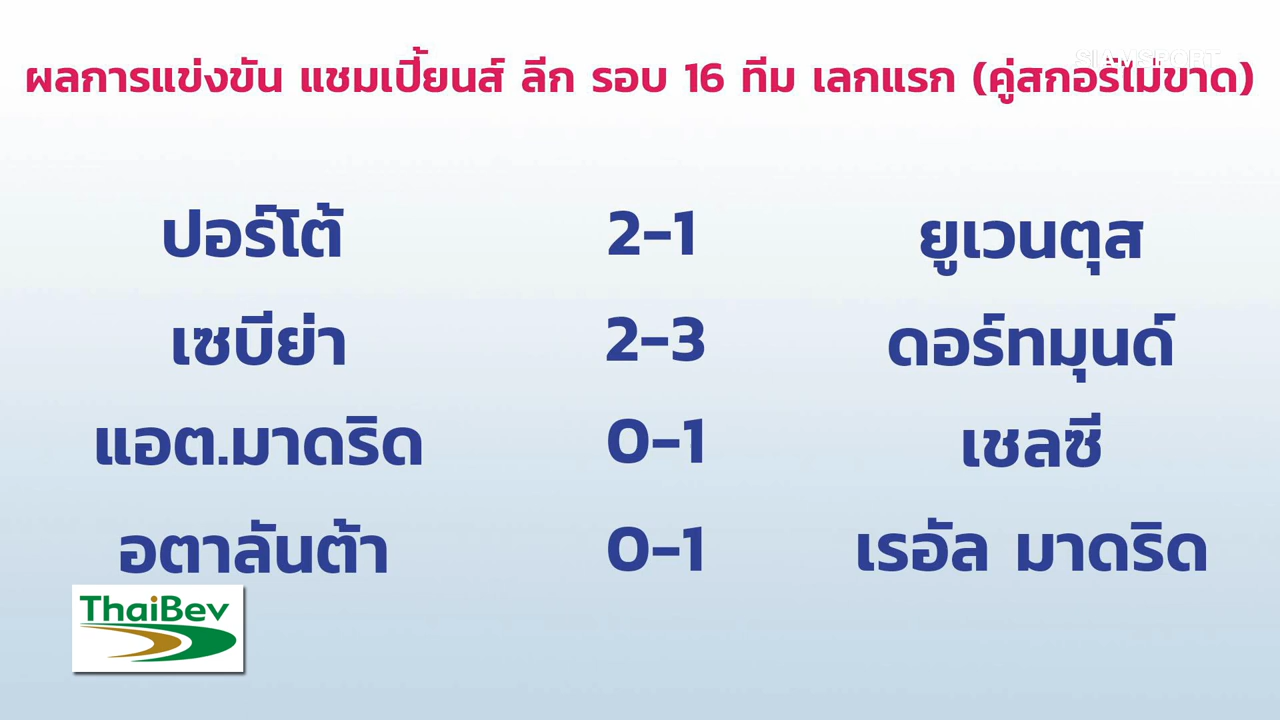 SIAMSPORT
ผลการแข่งขัน แชมเปี้ยนส์ ลีก รอบ 16 ทีม เลกแรก (คู่สกอร์ไม่ขาด)
ปอร์โต้ 2-1 ยูเวนตุส
เซบีย่า 2-3 ดอร์ทมุนด์
แอต.มาดริด 0-1 เชลซี
อตาลันต้า 0-1 เรอัล มาดริด
ThaiBev